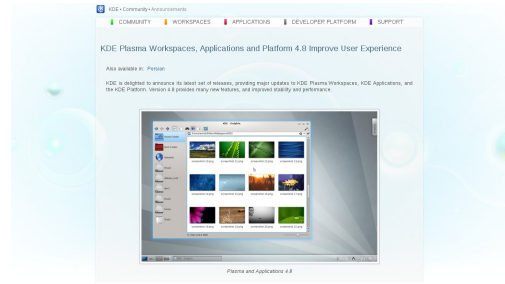 KDE • Community • Announcements
COMMUNITY WORKSPACES APPLICATIONS DEVELOPER PLATFORM SUPPORT
KDE Plasma Workspaces, Applications and Platform 4.8 Improve User Experience
Also available in: Persian
KDE is delighted to announce its latest set of releases, providing major updates to KDE Plasma Workspaces, KDE Applications, and
the KDE Platform. Version 4.8 provides many new features, and improved stability and performance.
Plasma and Applications 4.8